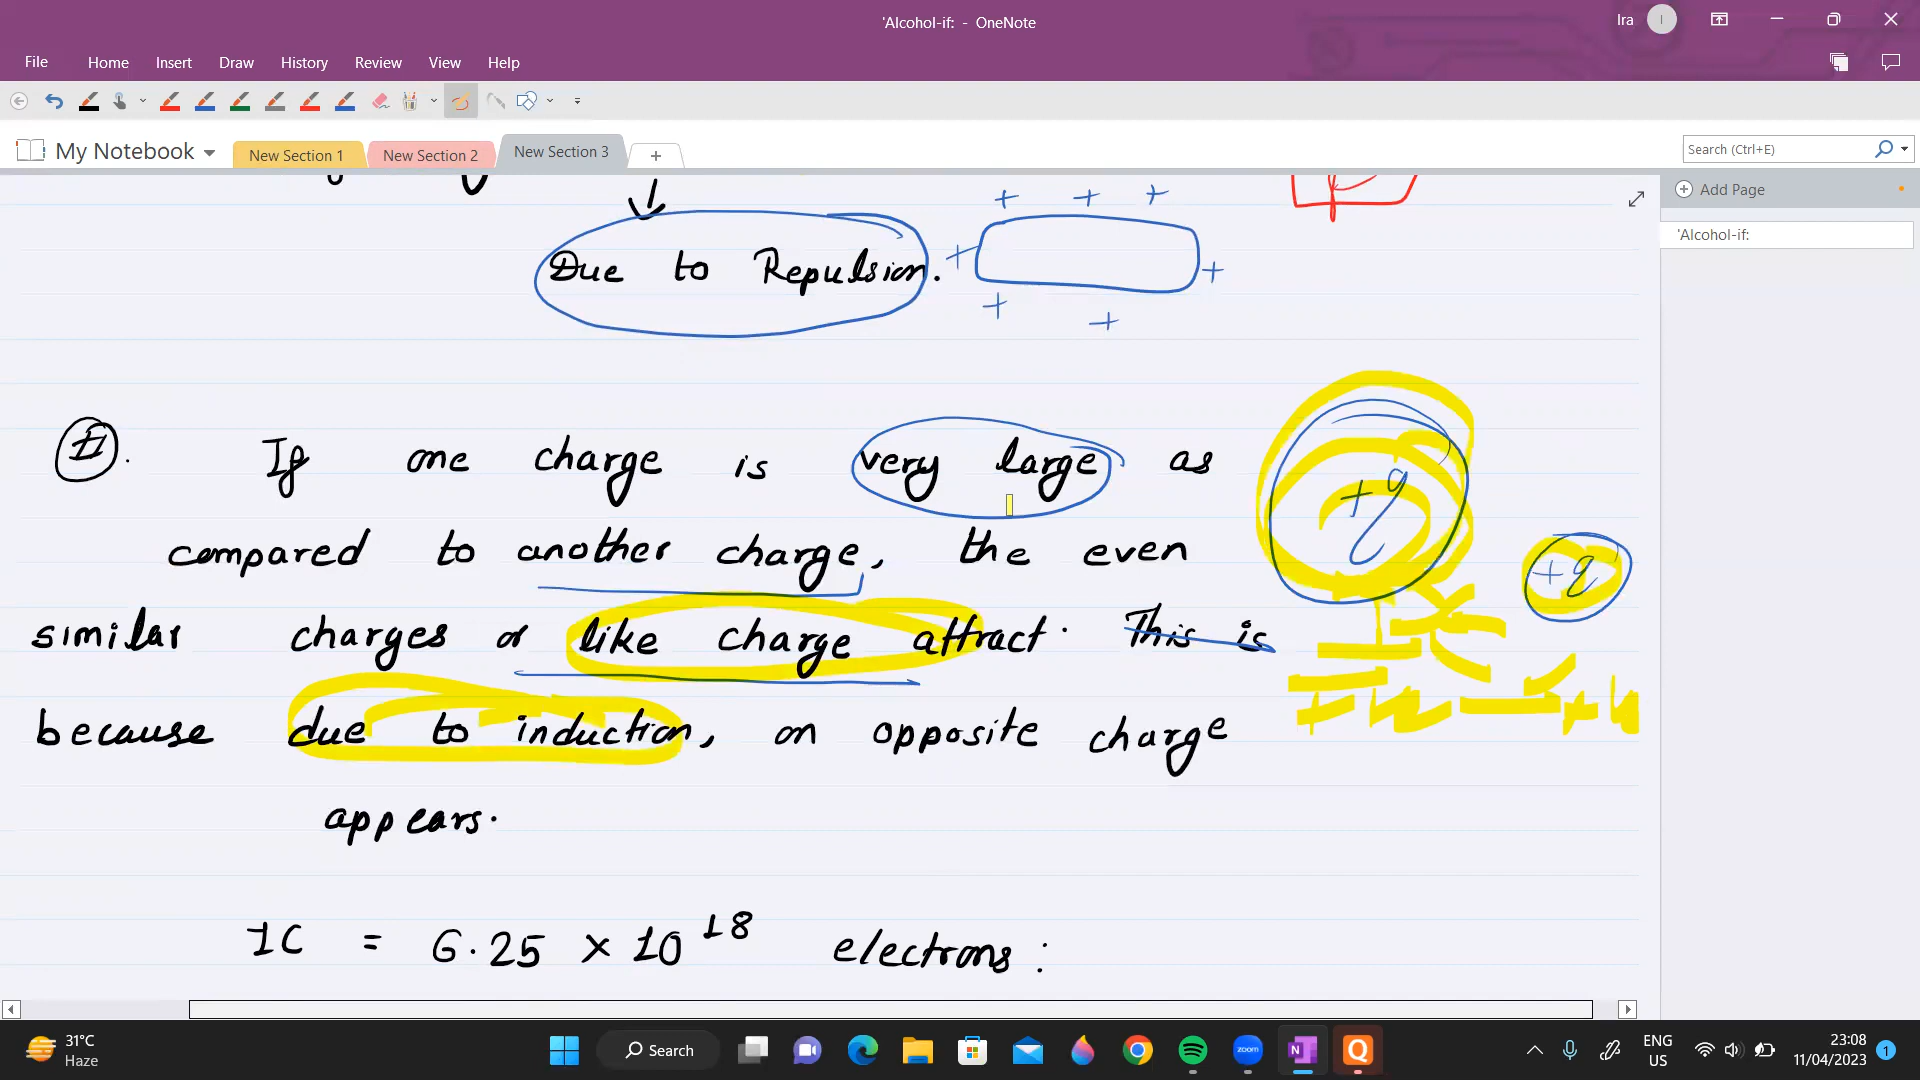 'Alcohol-if: - OneNote
Ira I
File Home Insert Draw History Review View Help
My Notebook New Section 1 New Section 2 New Section 3 +
Search (Ctrl+E)
Add Page
'Alcohol-if:
+ + +
Due to Repulsion. + +
+ +
II. If one charge is very large as +q
compared to another charge, the even +q
similar charges or like charge attract. This is
because due to induction, an opposite charge
appears.
1C = 6.25 × 10^18 electrons:
31°C
Haze
Search
zoom
N
Q
ENG
US
23:08
11/04/2023
1